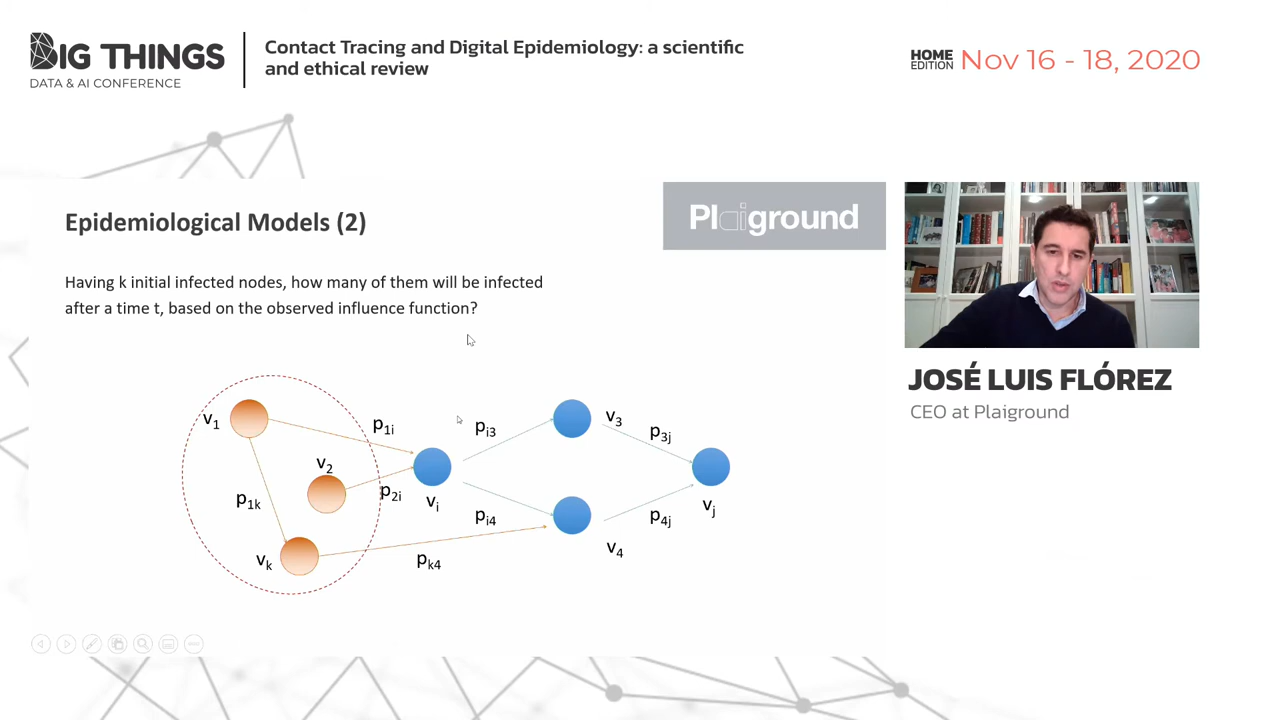 BIG THINGS
DATA & AI CONFERENCE
Contact Tracing and Digital Epidemiology: a scientific
and ethical review
HOME
EDITION
Nov 16 - 18, 2020
Epidemiological Models (2)
Plaiground
Having k initial infected nodes, how many of them will be infected
after a time t, based on the observed influence function?
v1
p1i
v2
p2i
p1k
vk
vi
pi3
v3
p3j
pi4
pk4
v4
p4j
vj
JOSÉ LUIS FLÓREZ
CEO at Plaiground